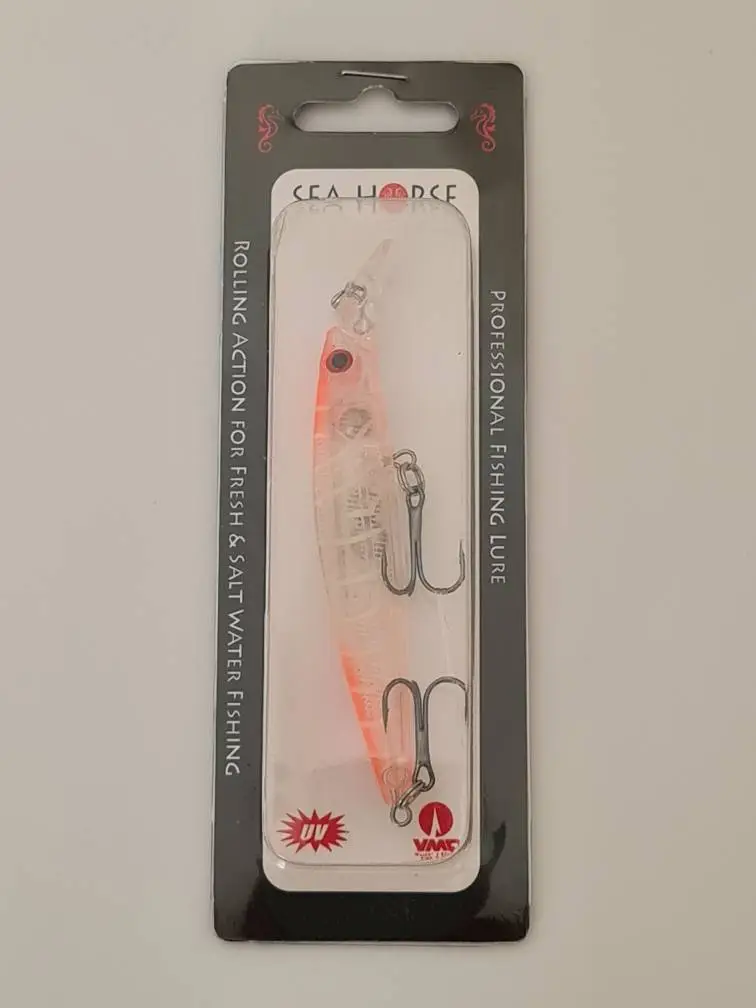 SEA HORSE
ROLLING ACTION FOR FRESH & SALT WATER FISHING
PROFESSIONAL FISHING LURE
UV
VMC